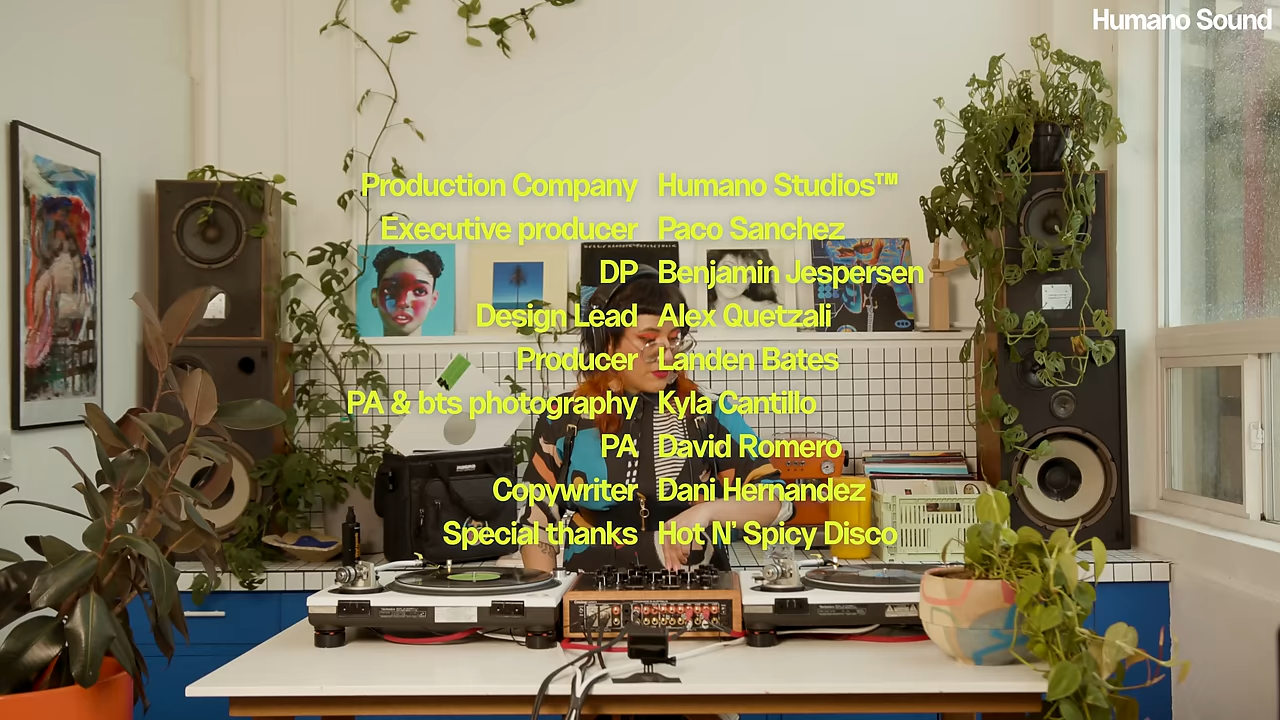 Humano Sound
Production Company Humano Studios™
Executive producer Paco Sanchez
DP Benjamin Jespersen
Design Lead Alex Quetzali
Producer Landen Bates
PA & bts photography Kyla Cantillo
PA David Romero
Copywriter Dani Hernandez
Special thanks Hot N' Spicy Disco